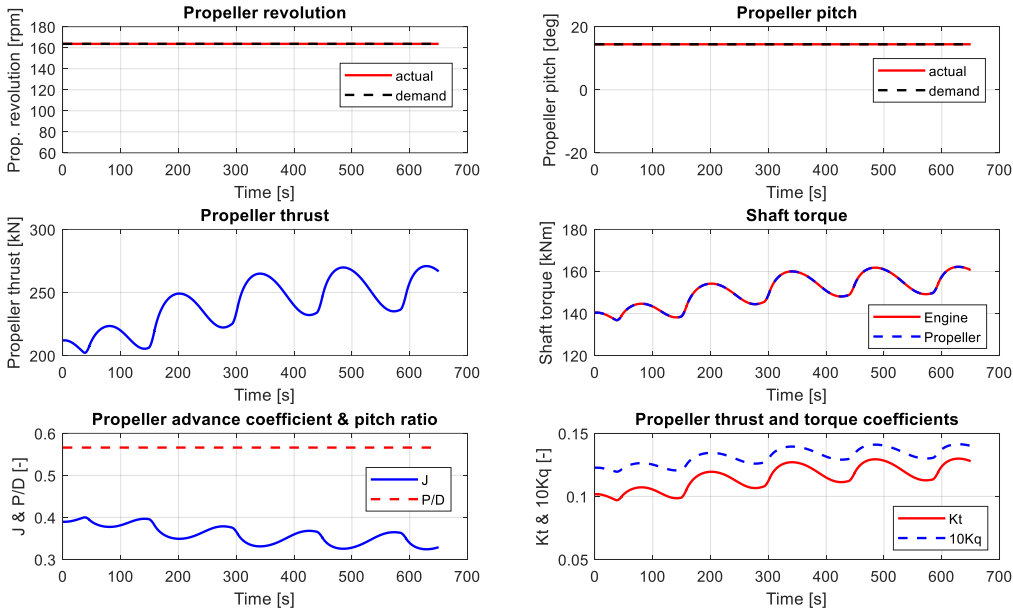 Propeller revolution
Prop. revolution [rpm]
180
160
140
120
100
80
60
actual
demand
0 100 200 300 400 500 600 700
Time [s]
Propeller pitch
Propeller pitch [deg]
20
0
-20
actual
demand
0 100 200 300 400 500 600 700
Time [s]
Propeller thrust
Propeller thrust [kN]
300
250
200
0 100 200 300 400 500 600 700
Time [s]
Shaft torque
Shaft torque [kNm]
180
160
140
120
Engine
Propeller
0 100 200 300 400 500 600 700
Time [s]
Propeller advance coefficient & pitch ratio
J & P/D [-]
0.6
0.5
0.4
0.3
J
P/D
0 100 200 300 400 500 600 700
Time [s]
Propeller thrust and torque coefficients
Kt & 10Kq [-]
0.15
0.1
0.05
Kt
10Kq
0 100 200 300 400 500 600 700
Time [s]